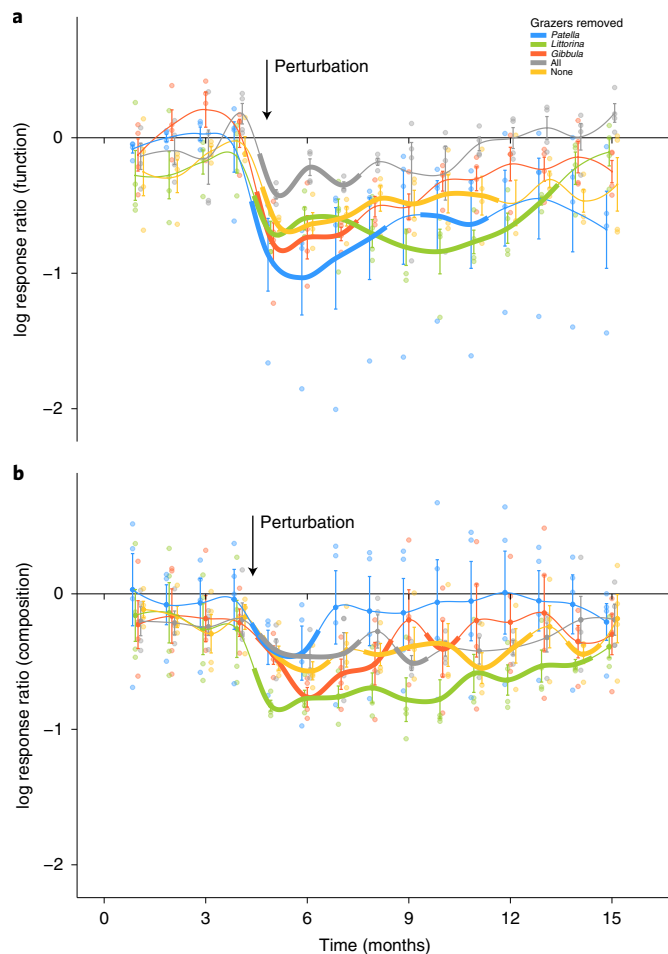 a
Grazers removed
Patella
Littorina
Gibbula
All
None
Perturbation
0
-1
-2
log response ratio (function)
b
Perturbation
0
-1
-2
log response ratio (composition)
0 3 6 9 12 15
Time (months)